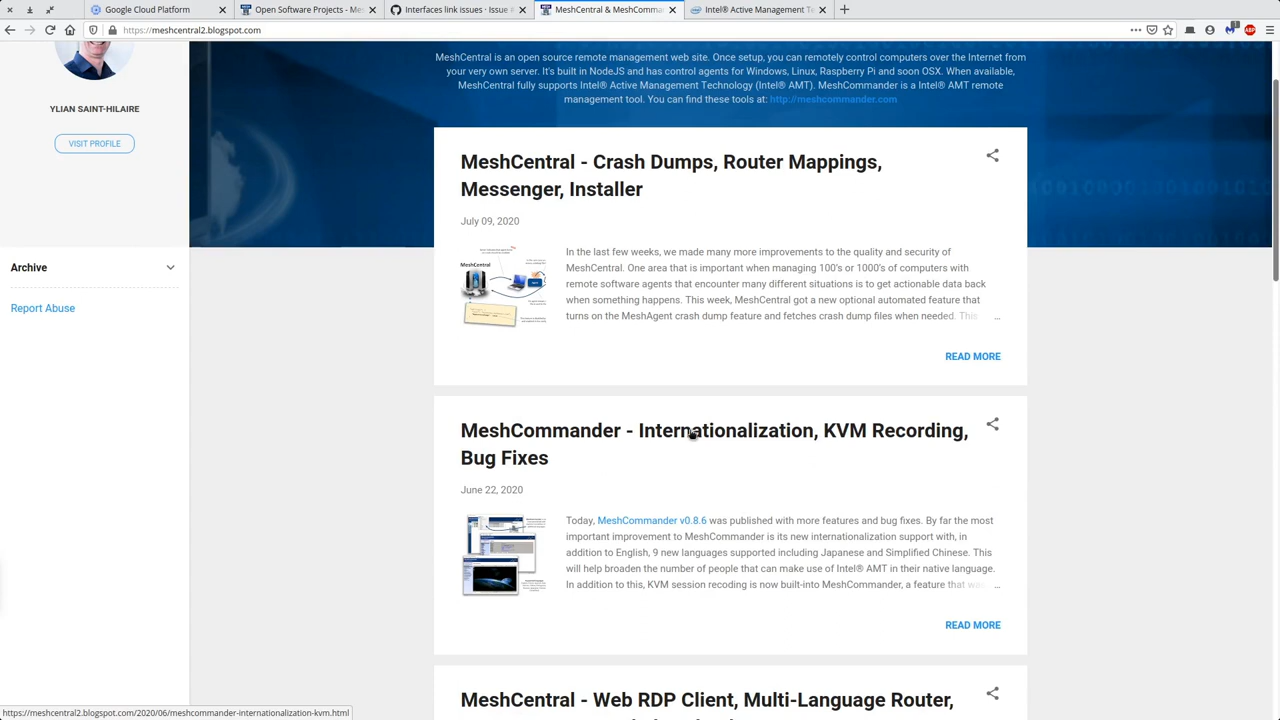 Google Cloud Platform
Open Software Projects - Me
Interfaces link issues · Issue
MeshCentral & MeshComma
Intel® Active Management Te
https://meshcentral2.blogspot.com
ABP
MeshCentral is an open source remote management web site. Once setup, you can remotely control computers over the Internet from
your very own server. It's built in NodeJS and has control agents for Windows, Linux, Raspberry Pi and soon OSX. When available,
MeshCentral fully supports Intel® Active Management Technology (Intel® AMT). MeshCommander is a Intel® AMT remote
management tool. You can find these tools at: http://meshcommander.com
YLIAN SAINT-HILAIRE
VISIT PROFILE
Archive
Report Abuse
MeshCentral - Crash Dumps, Router Mappings,
Messenger, Installer
July 09, 2020
MeshCentral
In the last few weeks, we made many more improvements to the quality and security of
MeshCentral. One area that is important when managing 100's or 1000's of computers with
remote software agents that encounter many different situations is to get actionable data back
when something happens. This week, MeshCentral got a new optional automated feature that
turns on the MeshAgent crash dump feature and fetches crash dump files when needed. This ...
READ MORE
MeshCommander - Internationalization, KVM Recording,
Bug Fixes
June 22, 2020
Today, MeshCommander v0.8.6 was published with more features and bug fixes. By far the most
important improvement to MeshCommander is its new internationalization support with, in
addition to English, 9 new languages supported including Japanese and Simplified Chinese. This
will help broaden the number of people that can make use of Intel® AMT in their native language.
In addition to this, KVM session recoding is now built-into MeshCommander, a feature that was ...
READ MORE
MeshCentral - Web RDP Client, Multi-Language Router,
https://meshcentral2.blogspot.com/2020/06/meshcommander-internationalization-kvm.html